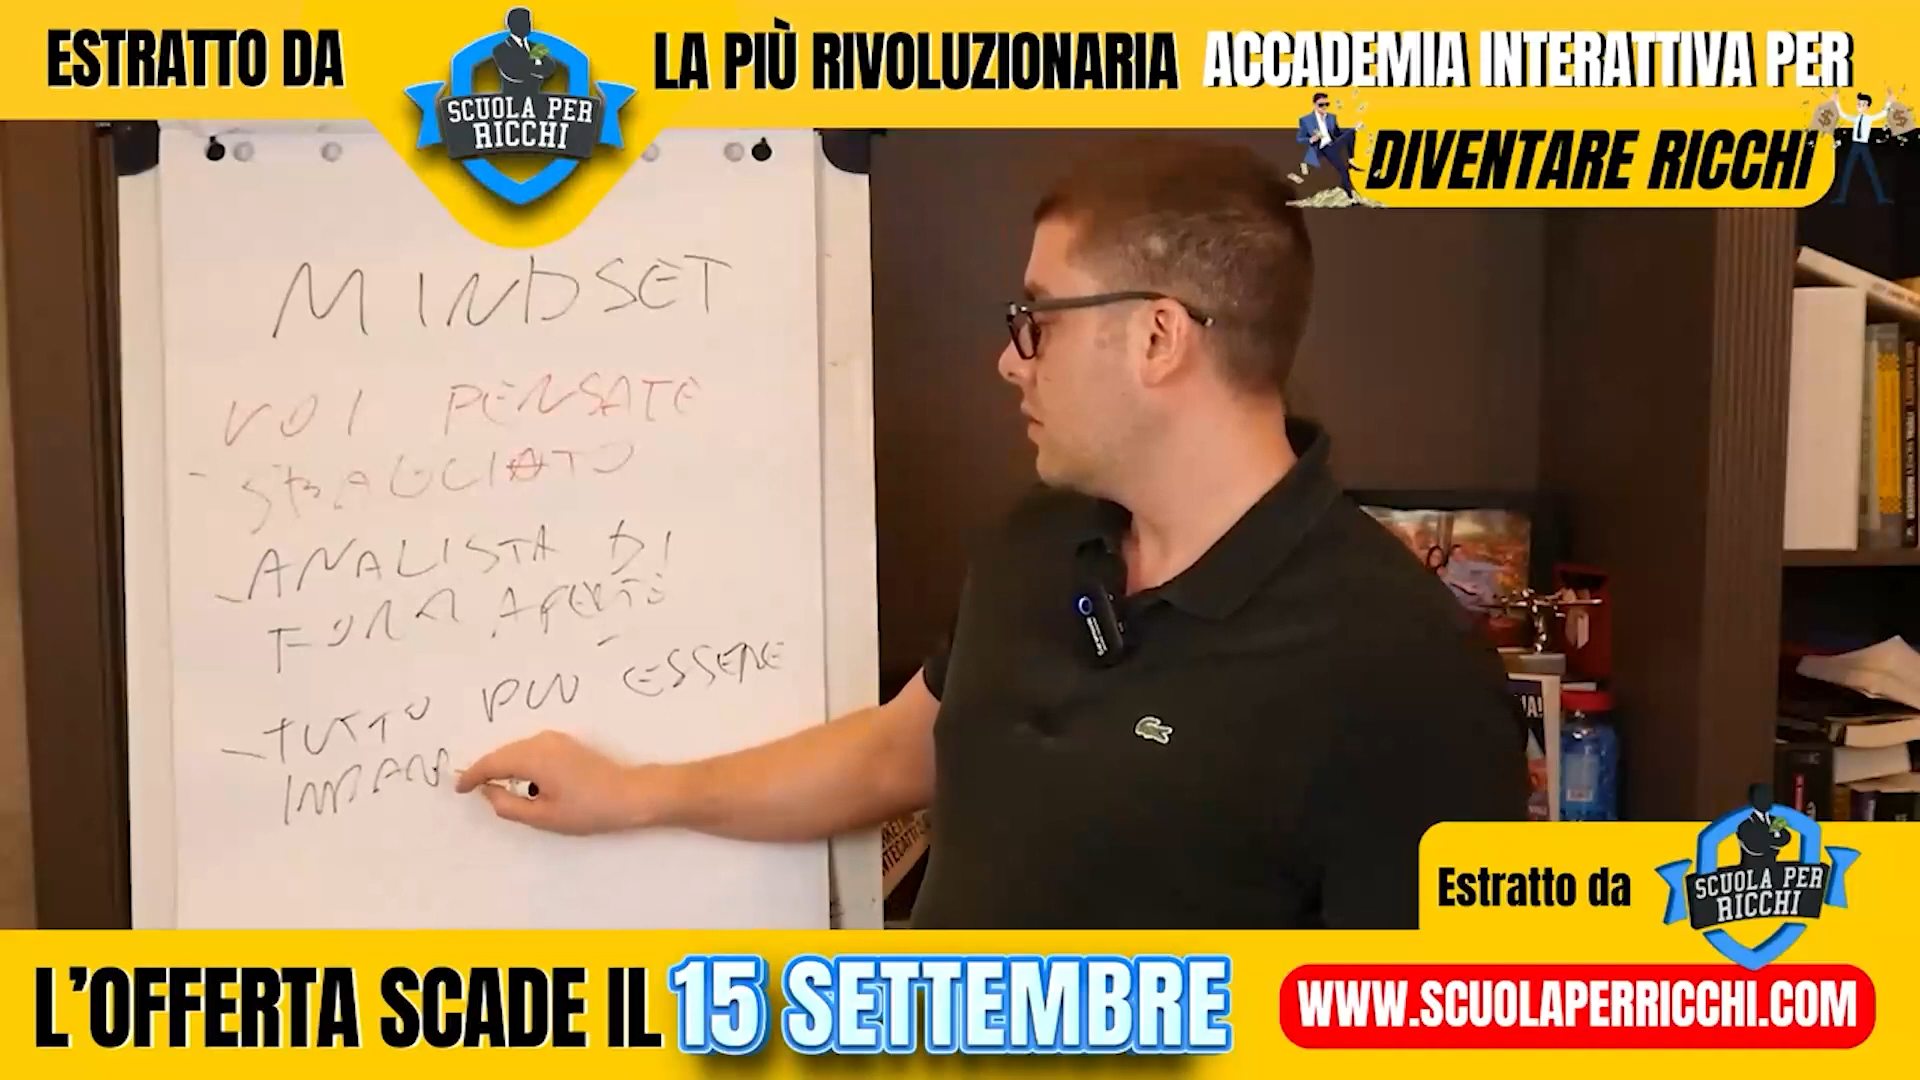 ESTRATTO DA
SCUOLA PER
RICCHI
LA PIÙ RIVOLUZIONARIA ACCADEMIA INTERATTIVA PER
DIVENTARE RICCHI
MINDSET
VOI PENSATE
- SBAGLIATO
- ANALISTA DI
FORMA APERTO
- TUTTO PUÒ ESSERE
Estratto da
SCUOLA PER
RICCHI
L'OFFERTA SCADE IL 15 SETTEMBRE
WWW.SCUOLAPERRICCHI.COM